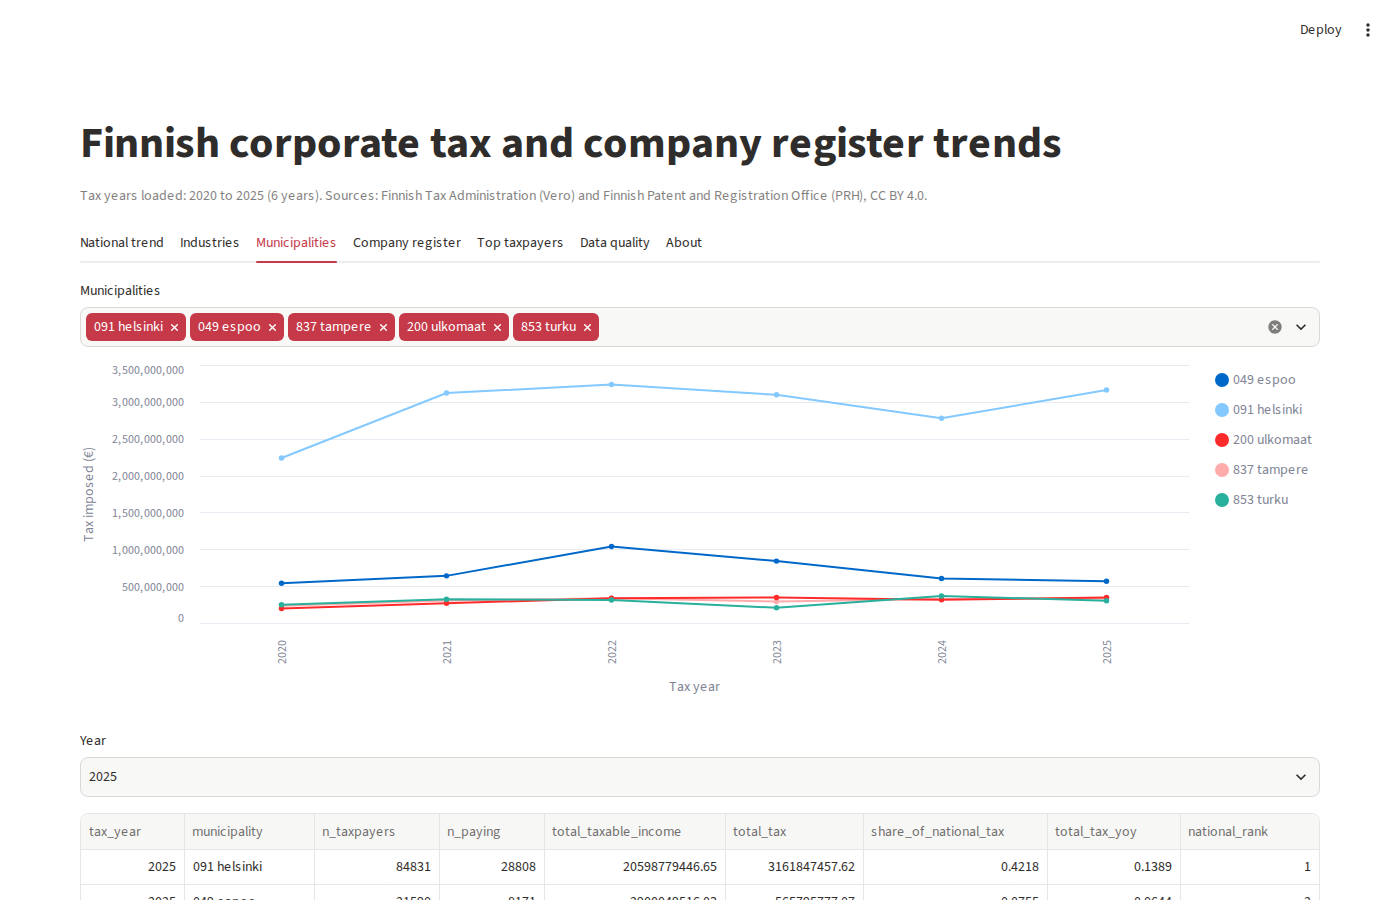 Deploy
Finnish corporate tax and company register trends
Tax years loaded: 2020 to 2025 (6 years). Sources: Finnish Tax Administration (Vero) and Finnish Patent and Registration Office (PRH), CC BY 4.0.
National trend Industries Municipalities Company register Top taxpayers Data quality About
Municipalities
091 helsinki 049 espoo 837 tampere 200 ulkomaat 853 turku
3,500,000,000
3,000,000,000
2,500,000,000
2,000,000,000
1,500,000,000
1,000,000,000
500,000,000
0
Tax imposed (€)
2020 2021 2022 2023 2024 2025
Tax year
049 espoo
091 helsinki
200 ulkomaat
837 tampere
853 turku
Year
2025
tax_year municipality n_taxpayers n_paying total_taxable_income total_tax share_of_national_tax total_tax_yoy national_rank
2025 091 helsinki 84831 28808 20598779446.65 3161847457.62 0.4218 0.1389 1